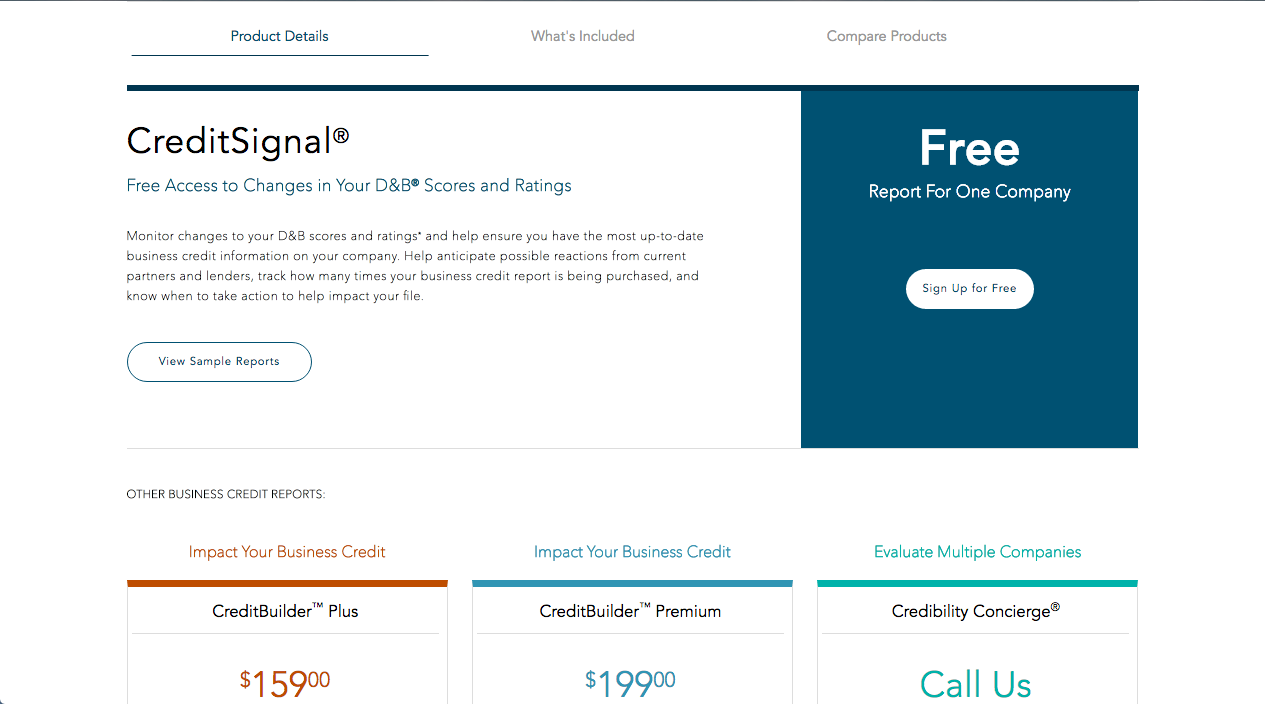 Product Details
What's Included
Compare Products
CreditSignal®
Free Access to Changes in Your D&B® Scores and Ratings
Monitor changes to your D&B scores and ratings* and help ensure you have the most up-to-date
business credit information on your company. Help anticipate possible reactions from current
partners and lenders, track how many times your business credit report is being purchased, and
know when to take action to help impact your file.
View Sample Reports
Free
Report For One Company
Sign Up for Free
OTHER BUSINESS CREDIT REPORTS:
Impact Your Business Credit
CreditBuilder™ Plus
$15900
Impact Your Business Credit
CreditBuilder™ Premium
$19900
Evaluate Multiple Companies
Credibility Concierge®
Call Us